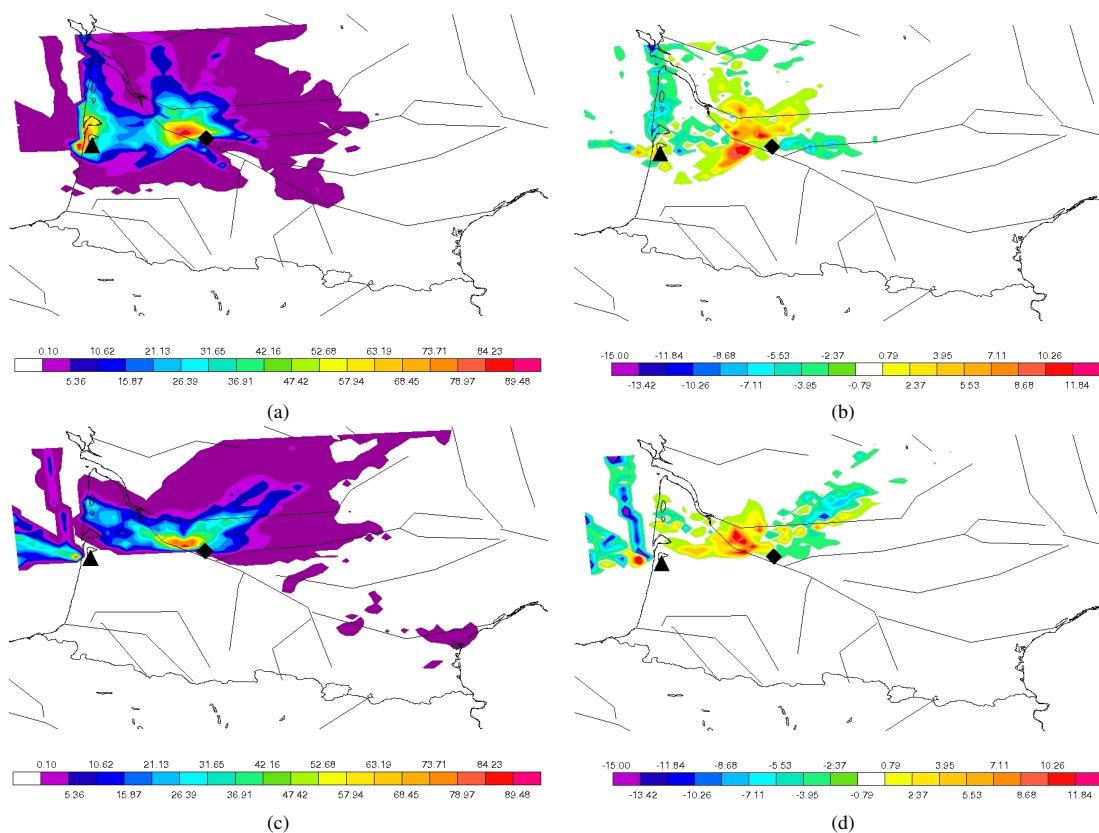 0.10 10.62 21.13 31.65 42.16 52.68 63.19 73.71 84.23
5.36 15.87 26.39 36.91 47.42 57.94 68.45 78.97 89.48
(a)
-15.00 -11.84 -8.68 -5.53 -2.37 0.79 3.95 7.11 10.26
-13.42 -10.26 -7.11 -3.95 -0.79 2.37 5.53 8.68 11.84
(b)
0.10 10.62 21.13 31.65 42.16 52.68 63.19 73.71 84.23
5.36 15.87 26.39 36.91 47.42 57.94 68.45 78.97 89.48
(c)
-15.00 -11.84 -8.68 -5.53 -2.37 0.79 3.95 7.11 10.26
-13.42 -10.26 -7.11 -3.95 -0.79 2.37 5.53 8.68 11.84
(d)